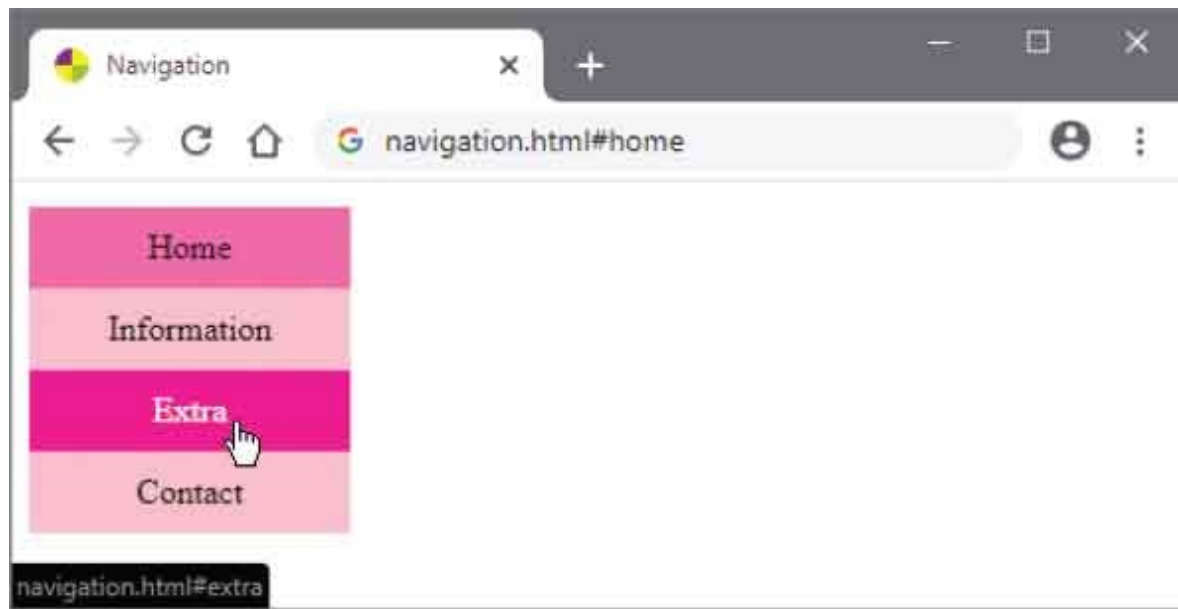 Navigation
navigation.html#home
Home
Information
Extra
Contact
navigation.html#extra